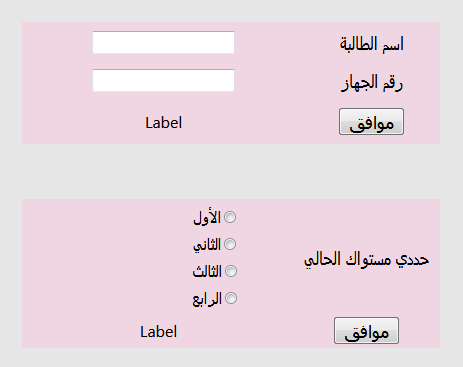 اسم الطالبة
رقم الجهاز
موافق Label
حددي مستواك الحالي
الأول
الثاني
الثالث
الرابع
موافق Label